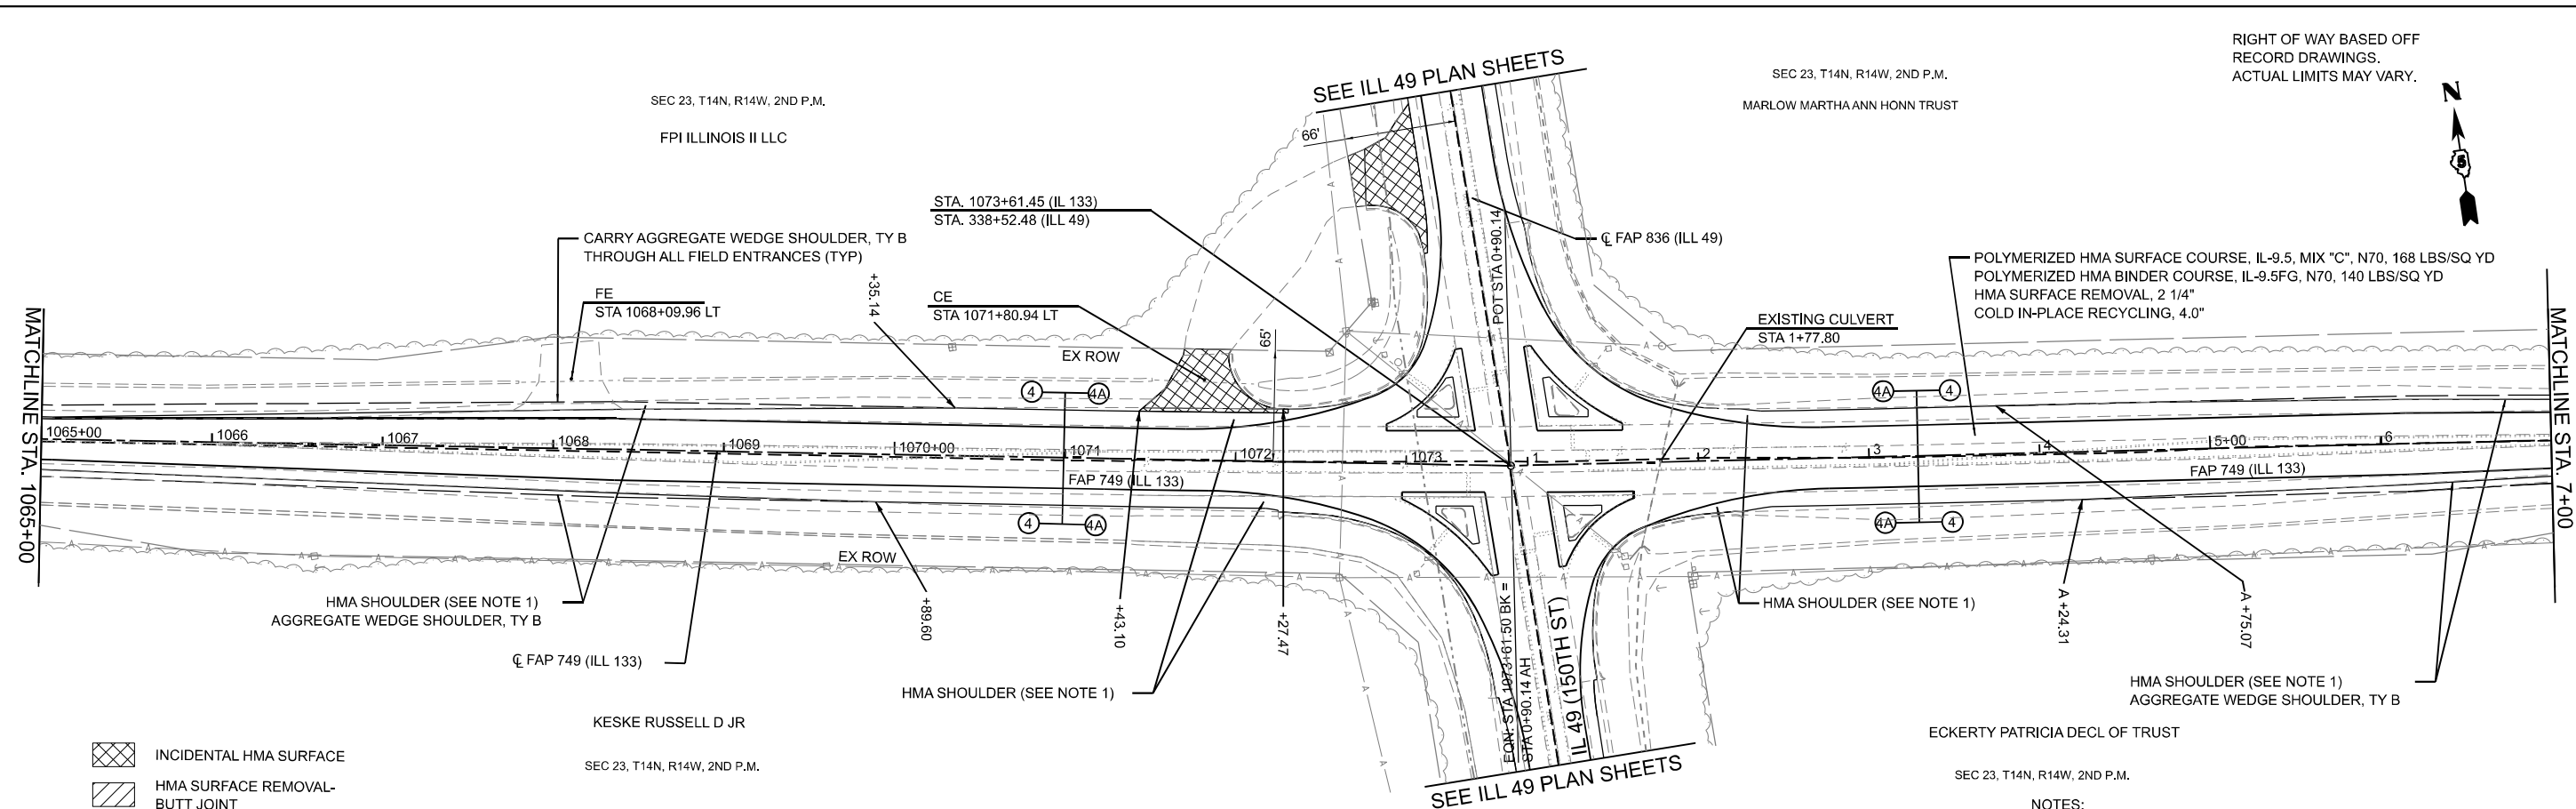 RIGHT OF WAY BASED OFF
RECORD DRAWINGS.
ACTUAL LIMITS MAY VARY.
N
5
SEC 23, T14N, R14W, 2ND P.M.
FPI ILLINOIS II LLC
SEE ILL 49 PLAN SHEETS
66'
SEC 23, T14N, R14W, 2ND P.M.
MARLOW MARTHA ANN HONN TRUST
STA. 1073+61.45 (IL 133)
STA. 338+52.48 (ILL 49)
CARRY AGGREGATE WEDGE SHOULDER, TY B
THROUGH ALL FIELD ENTRANCES (TYP)
FE
STA 1068+09.96 LT
+35.14
CE
STA 1071+80.94 LT
65'
POT STA 0+90.14
℄ FAP 836 (ILL 49)
POLYMERIZED HMA SURFACE COURSE, IL-9.5, MIX "C", N70, 168 LBS/SQ YD
POLYMERIZED HMA BINDER COURSE, IL-9.5FG, N70, 140 LBS/SQ YD
HMA SURFACE REMOVAL, 2 1/4"
COLD IN-PLACE RECYCLING, 4.0"
EXISTING CULVERT
STA 1+77.80
MATCHLINE STA. 1065+00
MATCHLINE STA. 7+00
EX ROW
4
4A
4A
4
1065+00
1066
1067
1068
1069
1070+00
1071
1072
1073
1
2
3
4
5+00
6
FAP 749 (ILL 133)
FAP 749 (ILL 133)
4
4A
4A
4
EX ROW
HMA SHOULDER (SEE NOTE 1)
AGGREGATE WEDGE SHOULDER, TY B
℄ FAP 749 (ILL 133)
+89.60
+43.10
+27.47
HMA SHOULDER (SEE NOTE 1)
EQN: STA 1073+61.50 BK =
STA 0+90.14 AH
IL 49 (150TH ST)
HMA SHOULDER (SEE NOTE 1)
A +24.31
A +75.07
HMA SHOULDER (SEE NOTE 1)
AGGREGATE WEDGE SHOULDER, TY B
KESKE RUSSELL D JR
SEC 23, T14N, R14W, 2ND P.M.
ECKERTY PATRICIA DECL OF TRUST
SEC 23, T14N, R14W, 2ND P.M.
SEE ILL 49 PLAN SHEETS
INCIDENTAL HMA SURFACE
HMA SURFACE REMOVAL-
BUTT JOINT
NOTES: